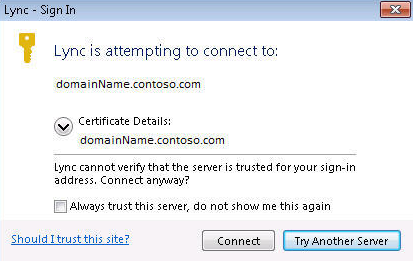 Lync - Sign In
Lync is attempting to connect to:
domainName.contoso.com
Certificate Details:
domainName.contoso.com
Lync cannot verify that the server is trusted for your sign-in
address. Connect anyway?
Always trust this server, do not show me this again
Should I trust this site?
Connect
Try Another Server